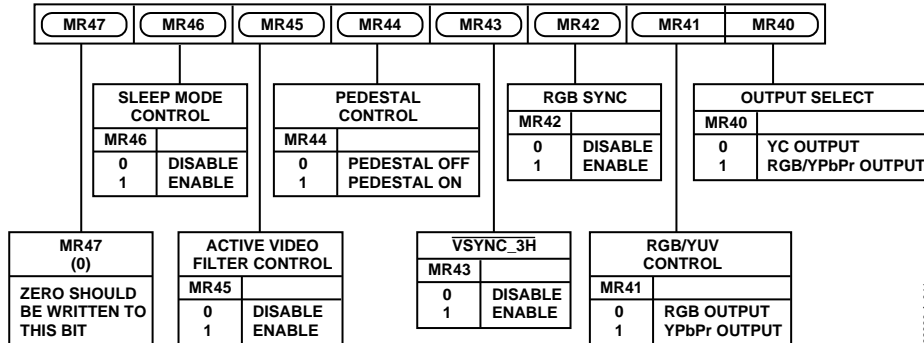 MR47 MR46 MR45 MR44 MR43 MR42 MR41 MR40
SLEEP MODE
CONTROL
MR46
0 DISABLE
1 ENABLE
PEDESTAL
CONTROL
MR44
0 PEDESTAL OFF
1 PEDESTAL ON
RGB SYNC
MR42
0 DISABLE
1 ENABLE
OUTPUT SELECT
MR40
0 YC OUTPUT
1 RGB/YPbPr OUTPUT
MR47
(0)
ZERO SHOULD
BE WRITTEN TO
THIS BIT
ACTIVE VIDEO
FILTER CONTROL
MR45
0 DISABLE
1 ENABLE
VSYNC_3H
MR43
0 DISABLE
1 ENABLE
RGB/YUV
CONTROL
MR41
0 RGB OUTPUT
1 YPbPr OUTPUT